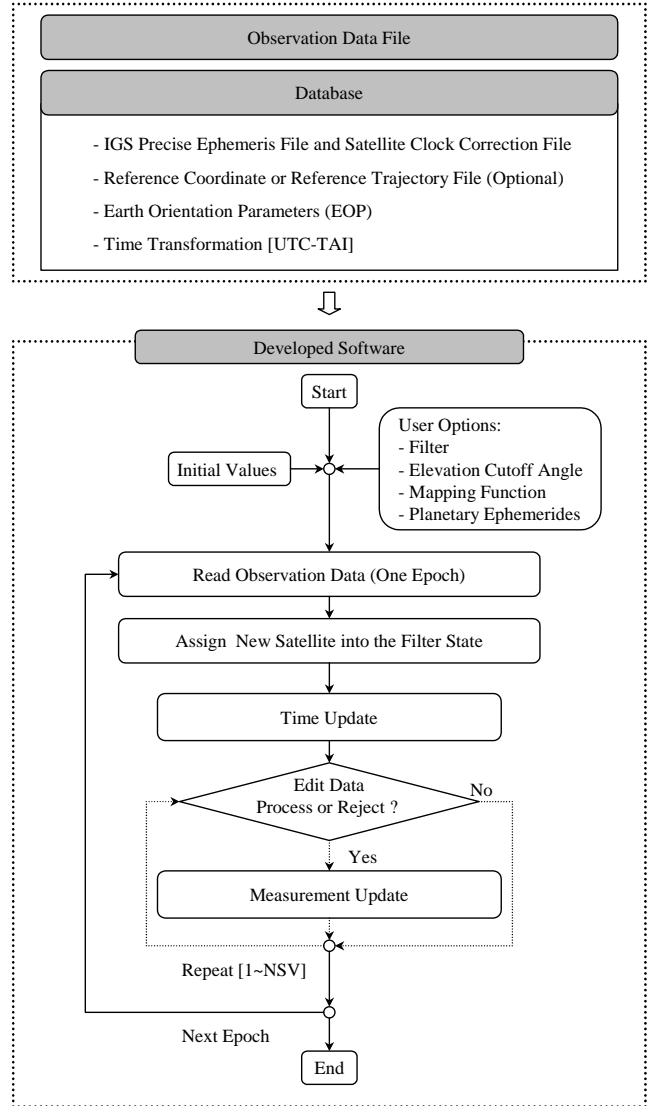 Observation Data File
Database
- IGS Precise Ephemeris File and Satellite Clock Correction File
- Reference Coordinate or Reference Trajectory File (Optional)
- Earth Orientation Parameters (EOP)
- Time Transformation [UTC-TAI]
Developed Software
Start
User Options:
- Filter
- Elevation Cutoff Angle
- Mapping Function
- Planetary Ephemerides
Initial Values
Read Observation Data (One Epoch)
Assign New Satellite into the Filter State
Time Update
Edit Data
Process or Reject ?
No
Yes
Measurement Update
Repeat [1~NSV]
Next Epoch
End